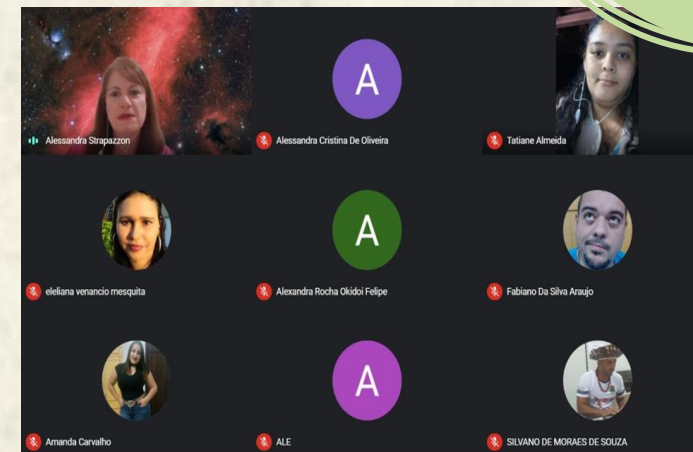 Alessandra Strapazzon
A
Alessandra Cristina De Oliveira
Tatiane Almeida
eleliana venancio mesquita
A
Alexandra Rocha Okidoi Felipe
Fabiano Da Silva Araujo
Amanda Carvalho
A
ALE
SILVANO DE MORAES DE SOUZA